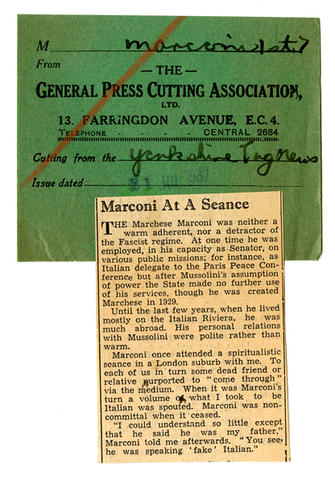 M Marconi 1st 7
From
— THE —
GENERAL PRESS CUTTING ASSOCIATION,
LTD.
13, FARRINGDON AVENUE, E.C. 4.
TELEPHONE CENTRAL 2684
Cutting from the Yorkshire News
Issue dated 21
Marconi At A Seance
THE Marchese Marconi was neither a
warm adherent, nor a detractor of
the Fascist regime. At one time he was
employed, in his capacity as Senator, on
various public missions; for instance, as
Italian delegate to the Paris Peace Con-
ference but after Mussolini's assumption
of power the State made no further use
of his services, though he was created
Marchese in 1929.
Until the last few years, when he lived
mostly on the Italian Riviera, he was
much abroad. His personal relations
with Mussolini were polite rather than
warm.
Marconi once attended a spiritualistic
seance in a London suburb with me. To
each of us in turn some dead friend or
relative purported to "come through"
via the medium. When it was Marconi's
turn a volume of what I took to be
Italian was spouted. Marconi was non-
committal when it ceased.
"I could understand so little except
that he said he was my father,"
Marconi told me afterwards. "You see
he was speaking 'fake' Italian."